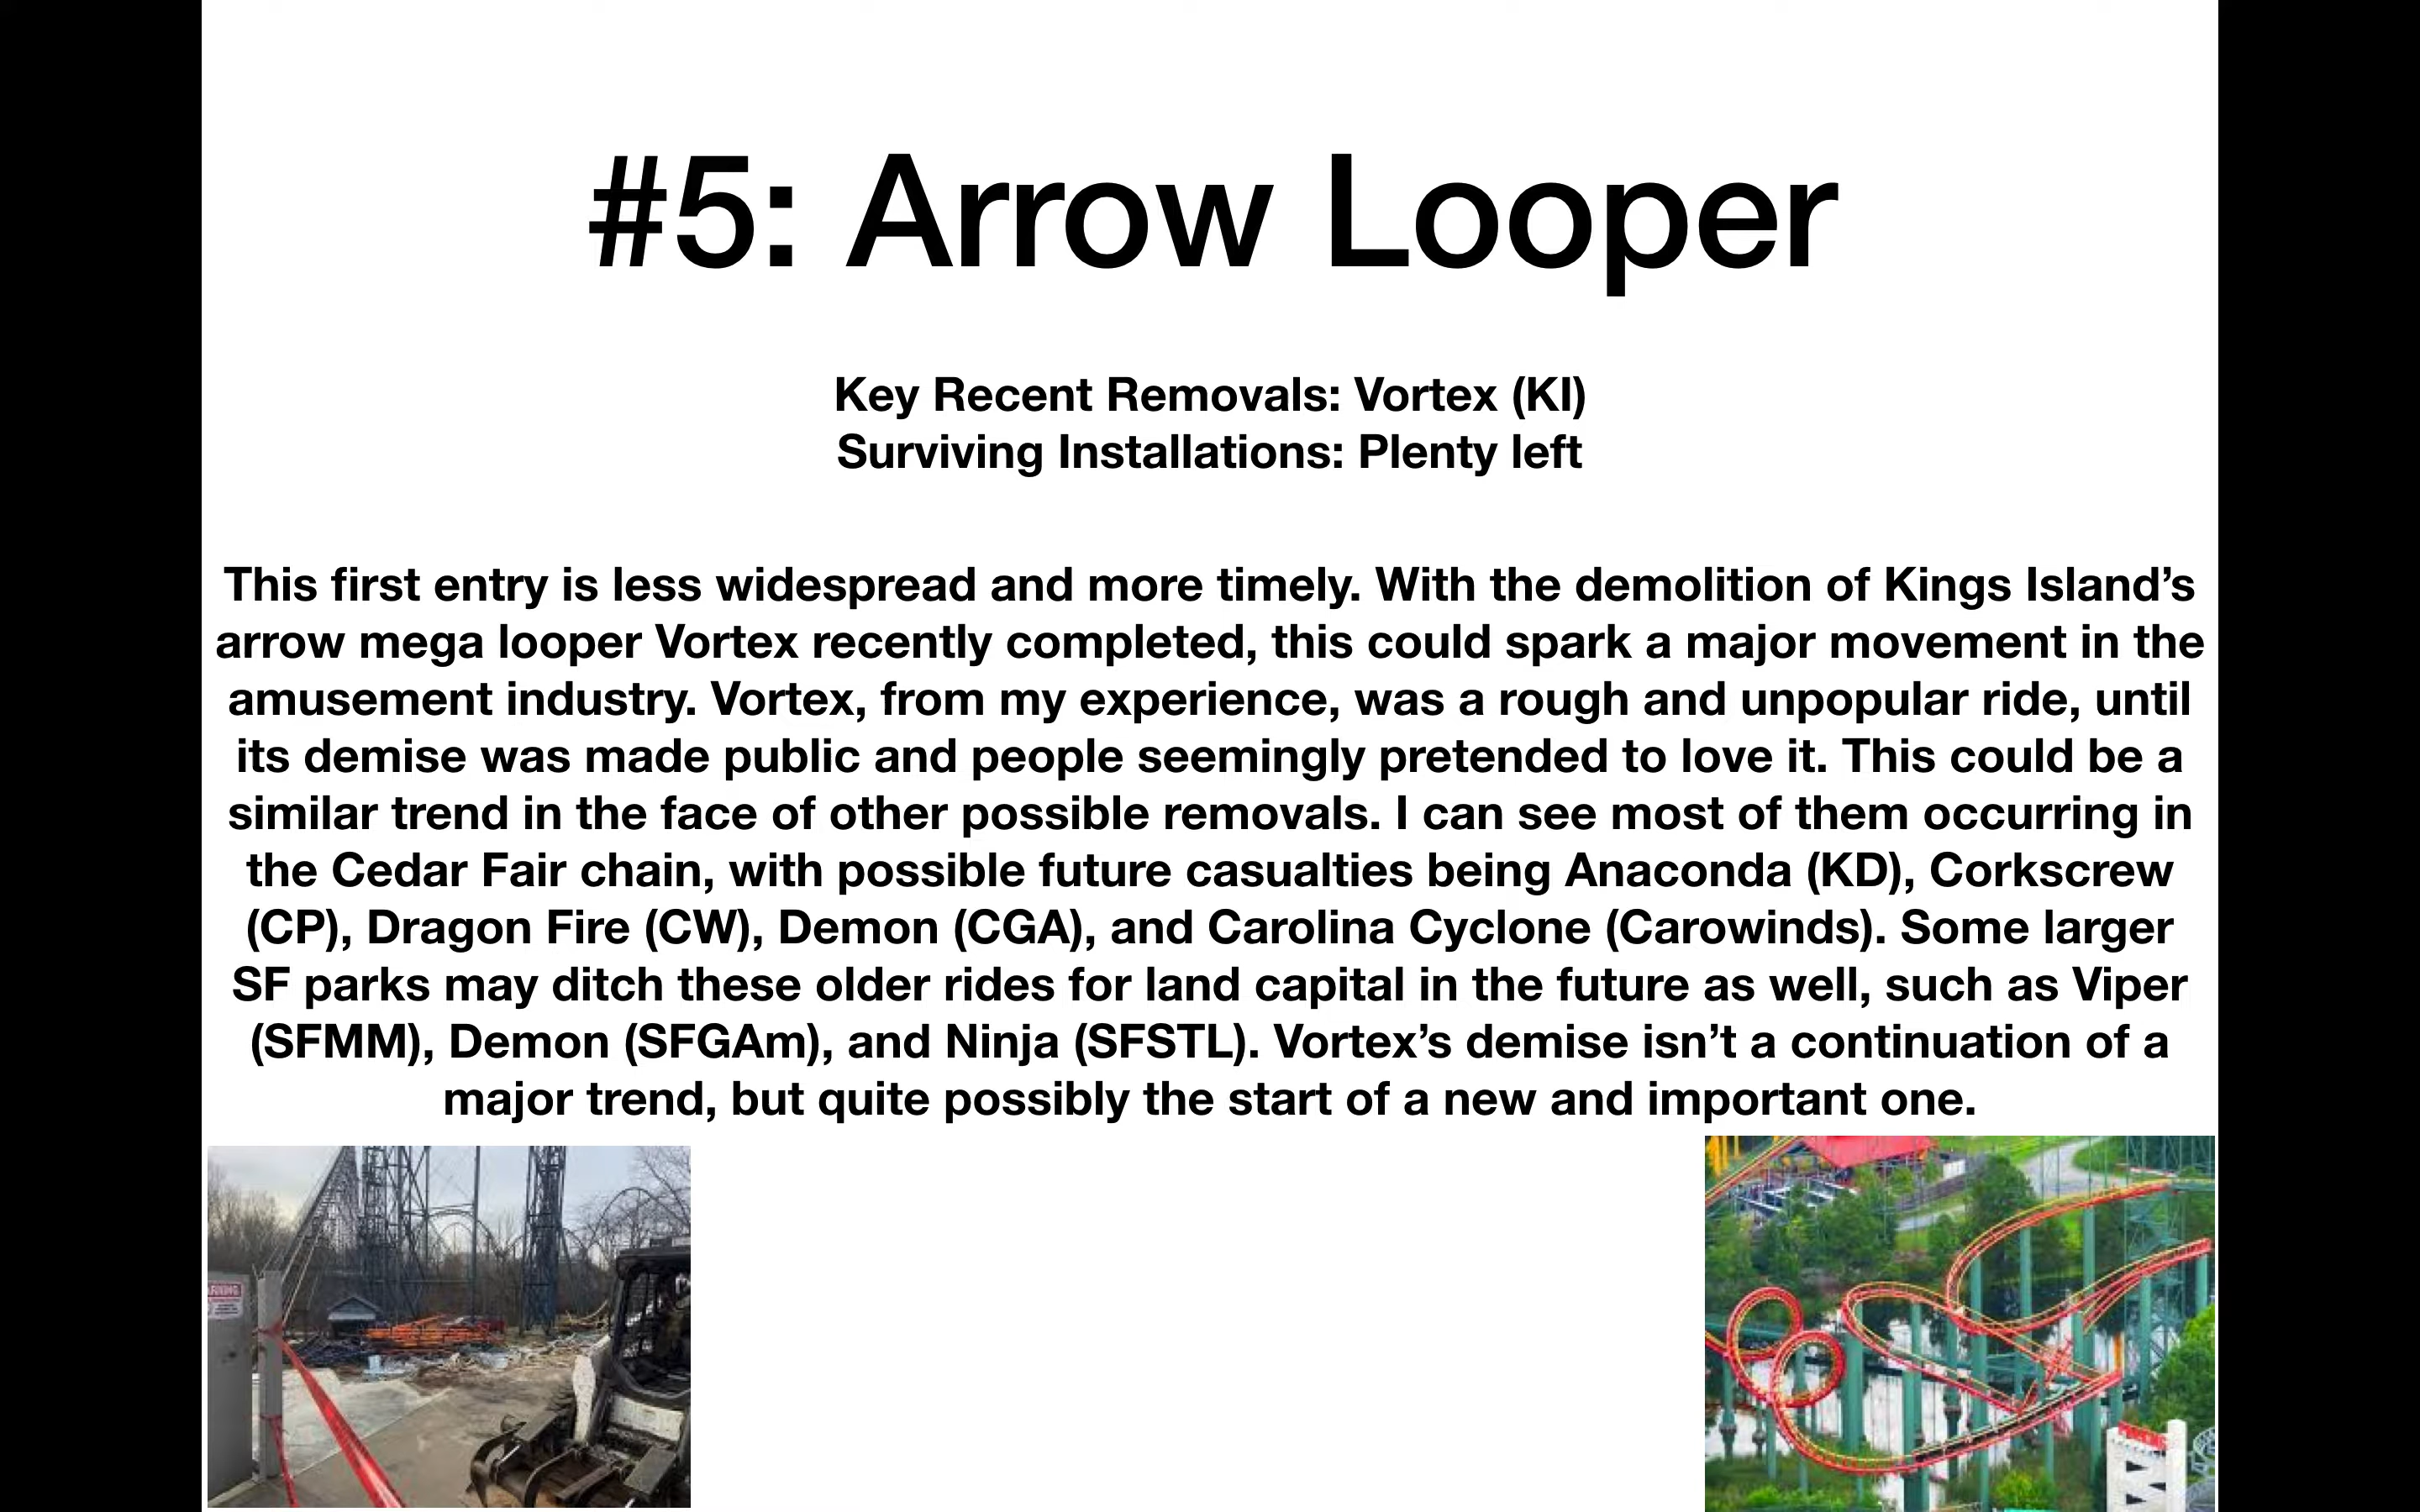 #5: Arrow Looper
Key Recent Removals: Vortex (KI)
Surviving Installations: Plenty left
This first entry is less widespread and more timely. With the demolition of Kings Island’s
arrow mega looper Vortex recently completed, this could spark a major movement in the
amusement industry. Vortex, from my experience, was a rough and unpopular ride, until
its demise was made public and people seemingly pretended to love it. This could be a
similar trend in the face of other possible removals. I can see most of them occurring in
the Cedar Fair chain, with possible future casualties being Anaconda (KD), Corkscrew
(CP), Dragon Fire (CW), Demon (CGA), and Carolina Cyclone (Carowinds). Some larger
SF parks may ditch these older rides for land capital in the future as well, such as Viper
(SFMM), Demon (SFGAm), and Ninja (SFSTL). Vortex’s demise isn’t a continuation of a
major trend, but quite possibly the start of a new and important one.